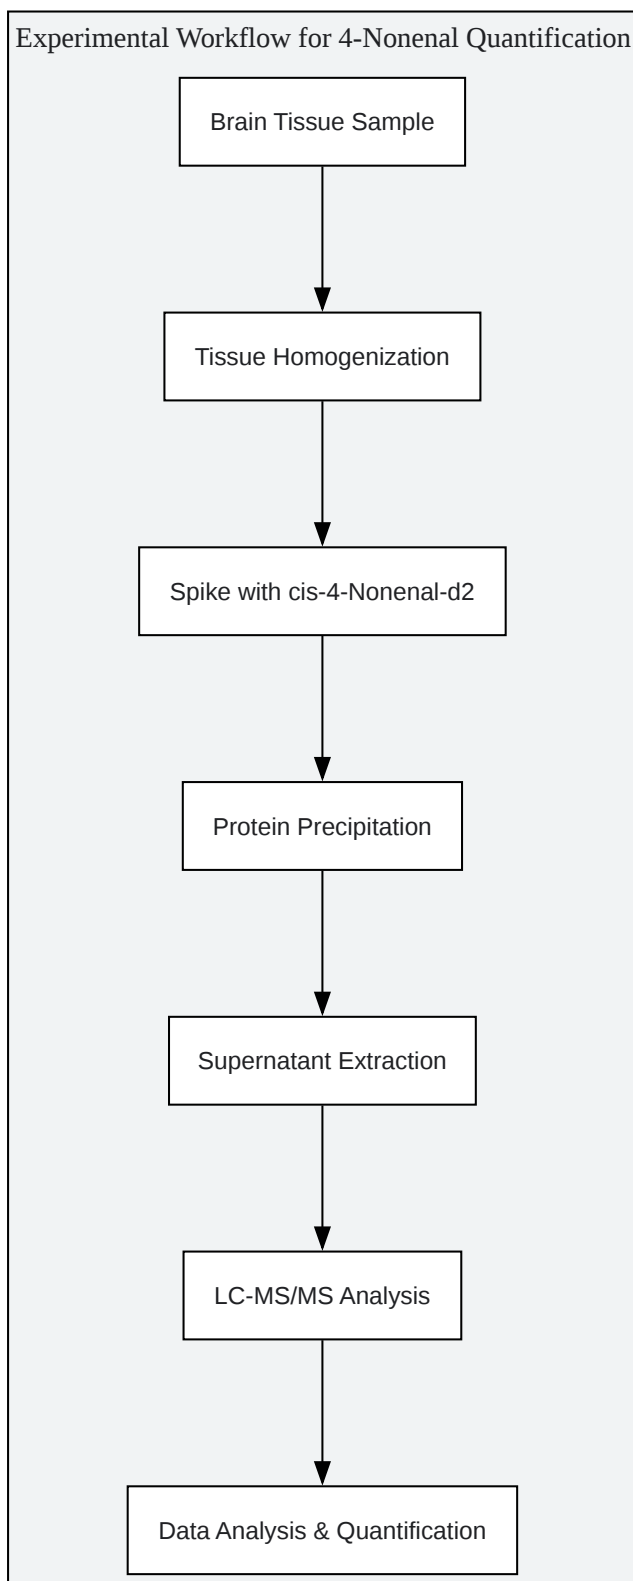 Experimental Workflow for 4-Nonenal Quantification
Brain Tissue Sample
Tissue Homogenization
Spike with cis-4-Nonenal-d2
Protein Precipitation
Supernatant Extraction
LC-MS/MS Analysis
Data Analysis & Quantification